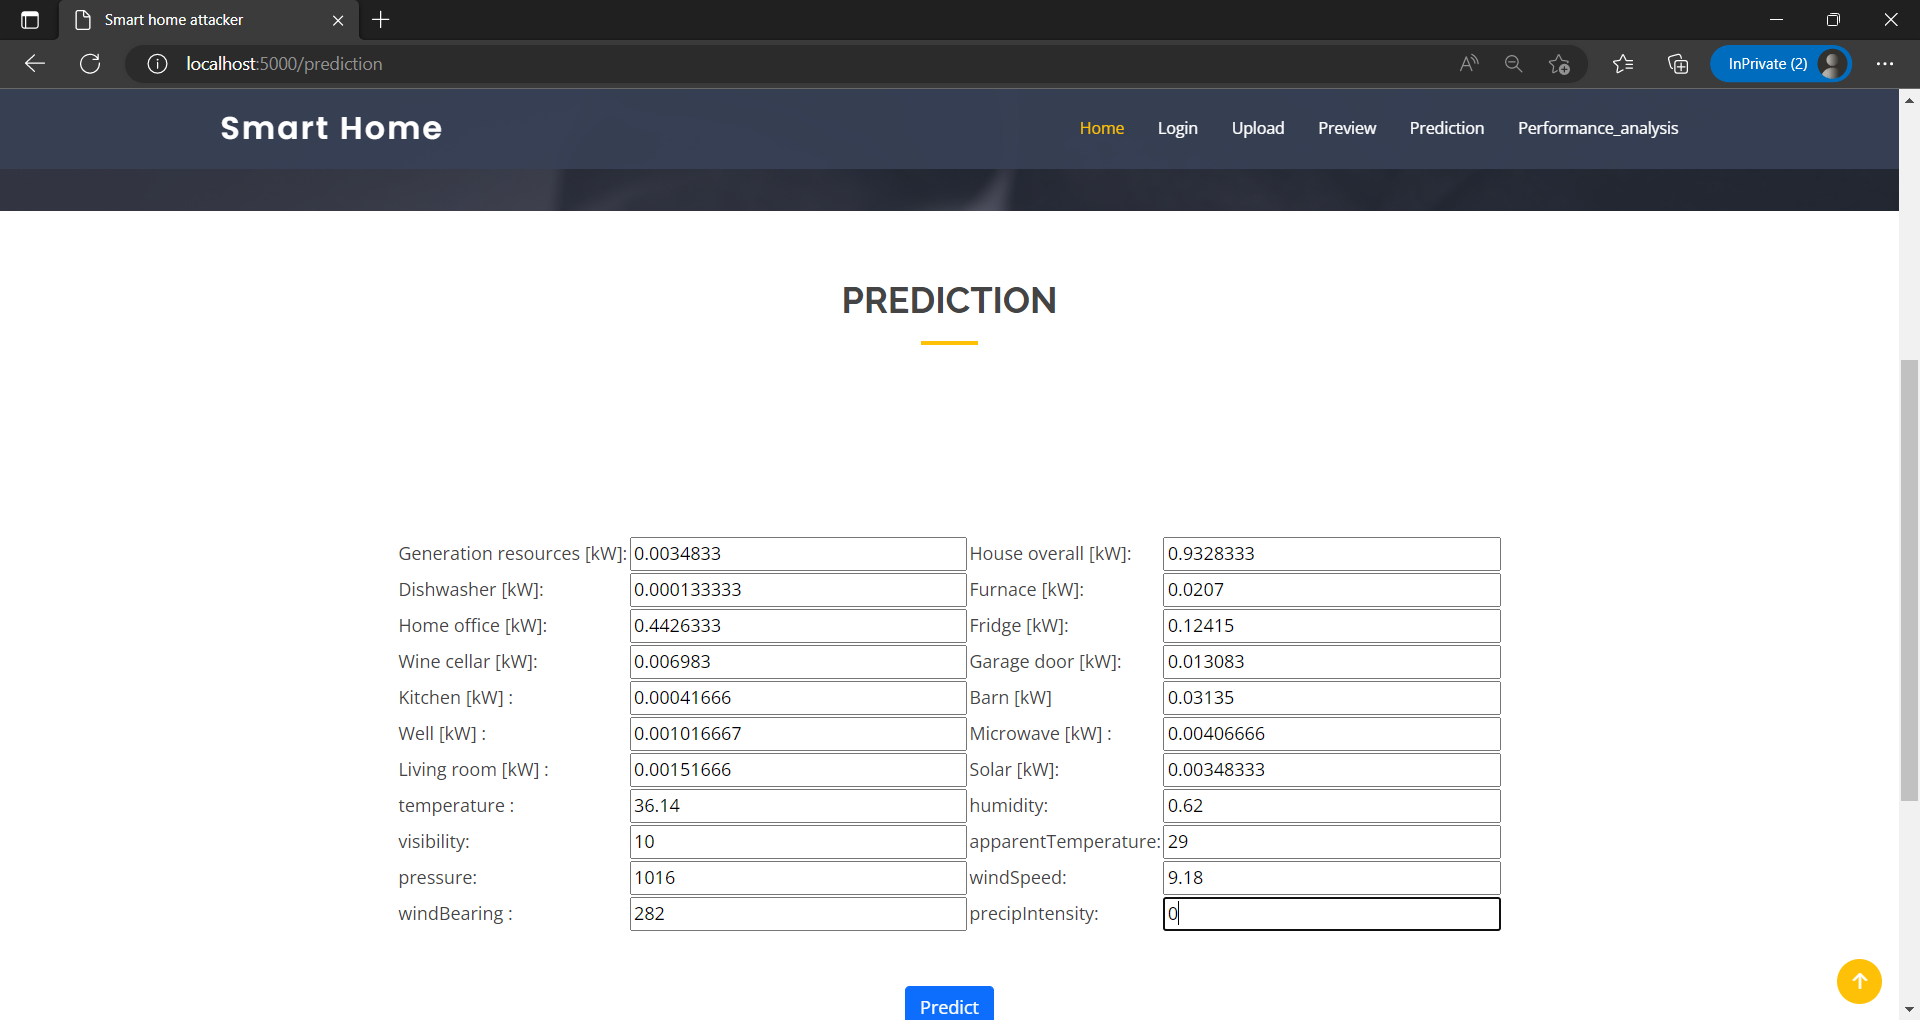 Smart home attacker
localhost:5000/prediction
InPrivate (2)
Smart Home
Home Login Upload Preview Prediction Performance_analysis
PREDICTION
Generation resources [kW]: 0.0034833 House overall [kW]: 0.9328333
Dishwasher [kW]: 0.000133333 Furnace [kW]: 0.0207
Home office [kW]: 0.4426333 Fridge [kW]: 0.12415
Wine cellar [kW]: 0.006983 Garage door [kW]: 0.013083
Kitchen [kW] : 0.00041666 Barn [kW] 0.03135
Well [kW] : 0.001016667 Microwave [kW] : 0.00406666
Living room [kW] : 0.00151666 Solar [kW]: 0.00348333
temperature : 36.14 humidity: 0.62
visibility: 10 apparentTemperature: 29
pressure: 1016 windSpeed: 9.18
windBearing : 282 precipIntensity: 0
Predict